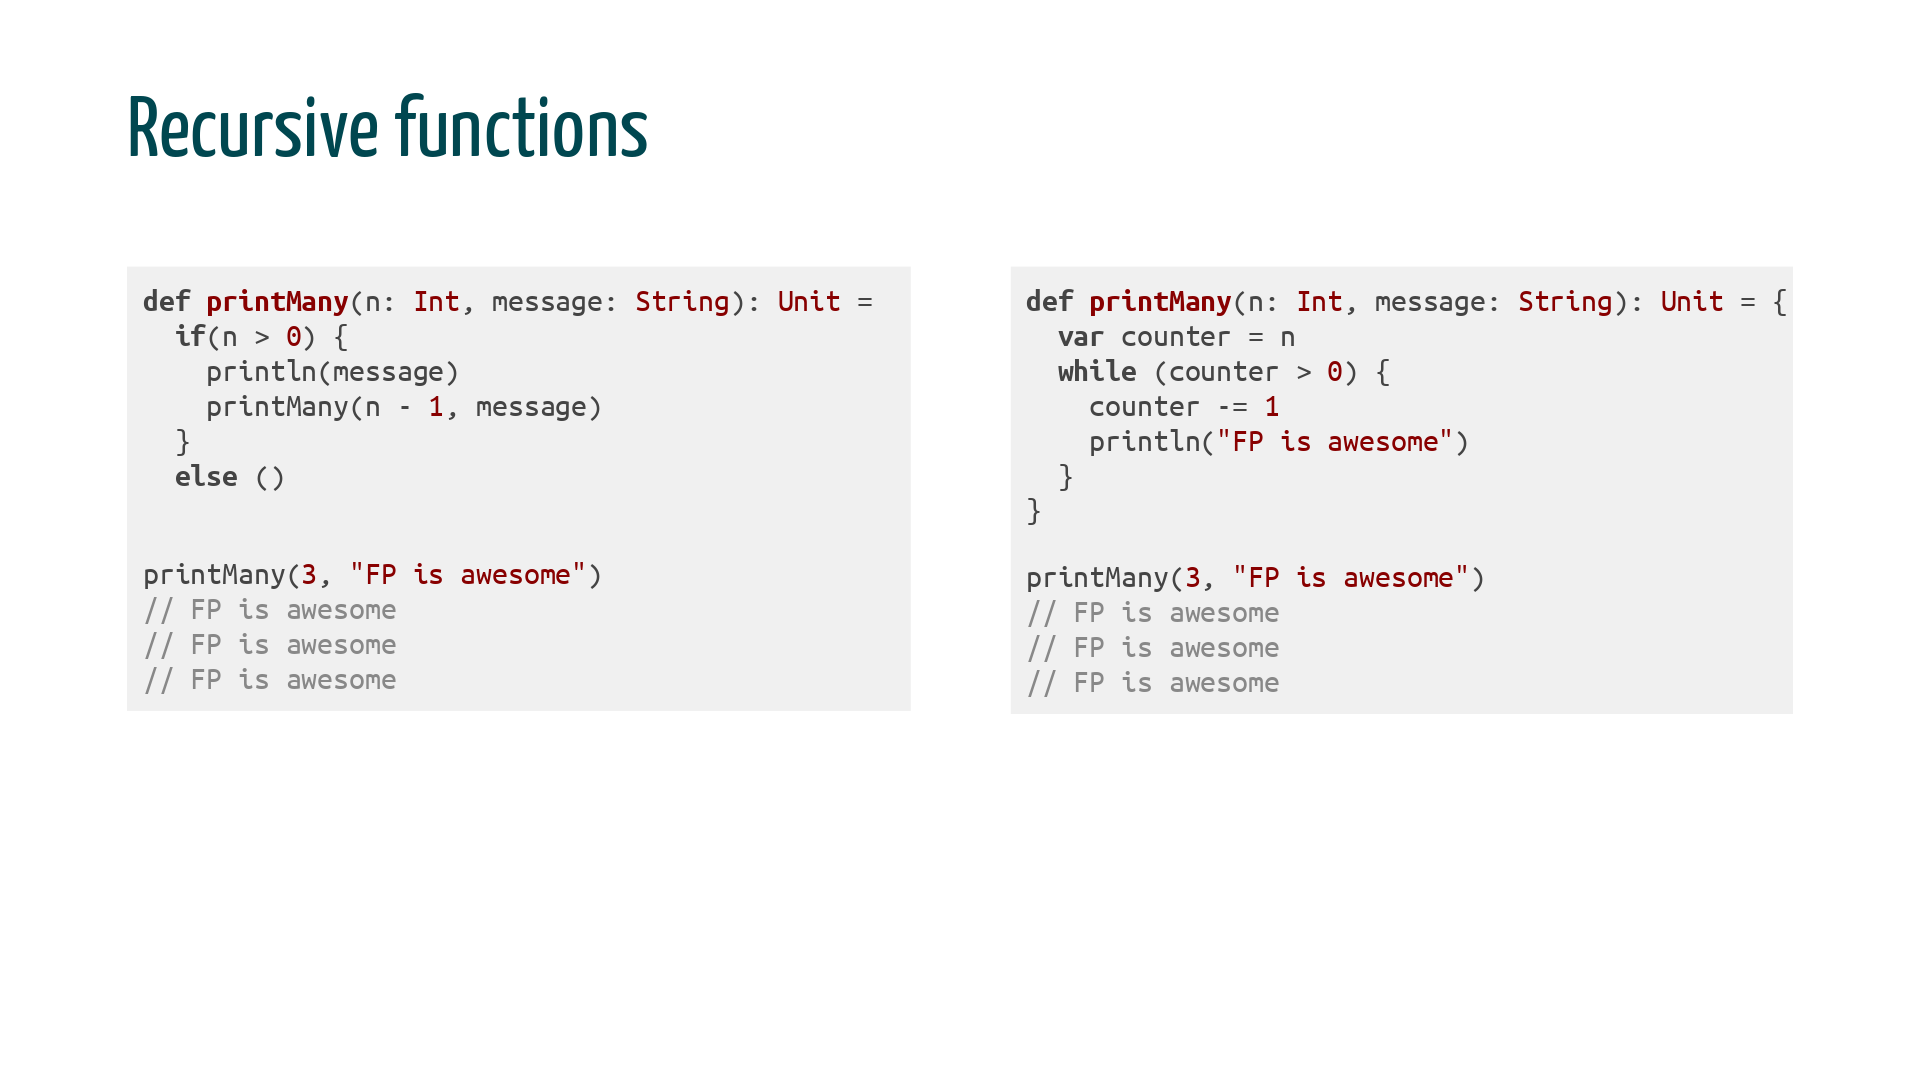 Recursive functions
def printMany(n: Int, message: String): Unit =
  if(n > 0) {
    println(message)
    printMany(n - 1, message)
  }
  else ()
printMany(3, "FP is awesome")
// FP is awesome
// FP is awesome
// FP is awesome
def printMany(n: Int, message: String): Unit = {
  var counter = n
  while (counter > 0) {
    counter -= 1
    println("FP is awesome")
  }
}
printMany(3, "FP is awesome")
// FP is awesome
// FP is awesome
// FP is awesome